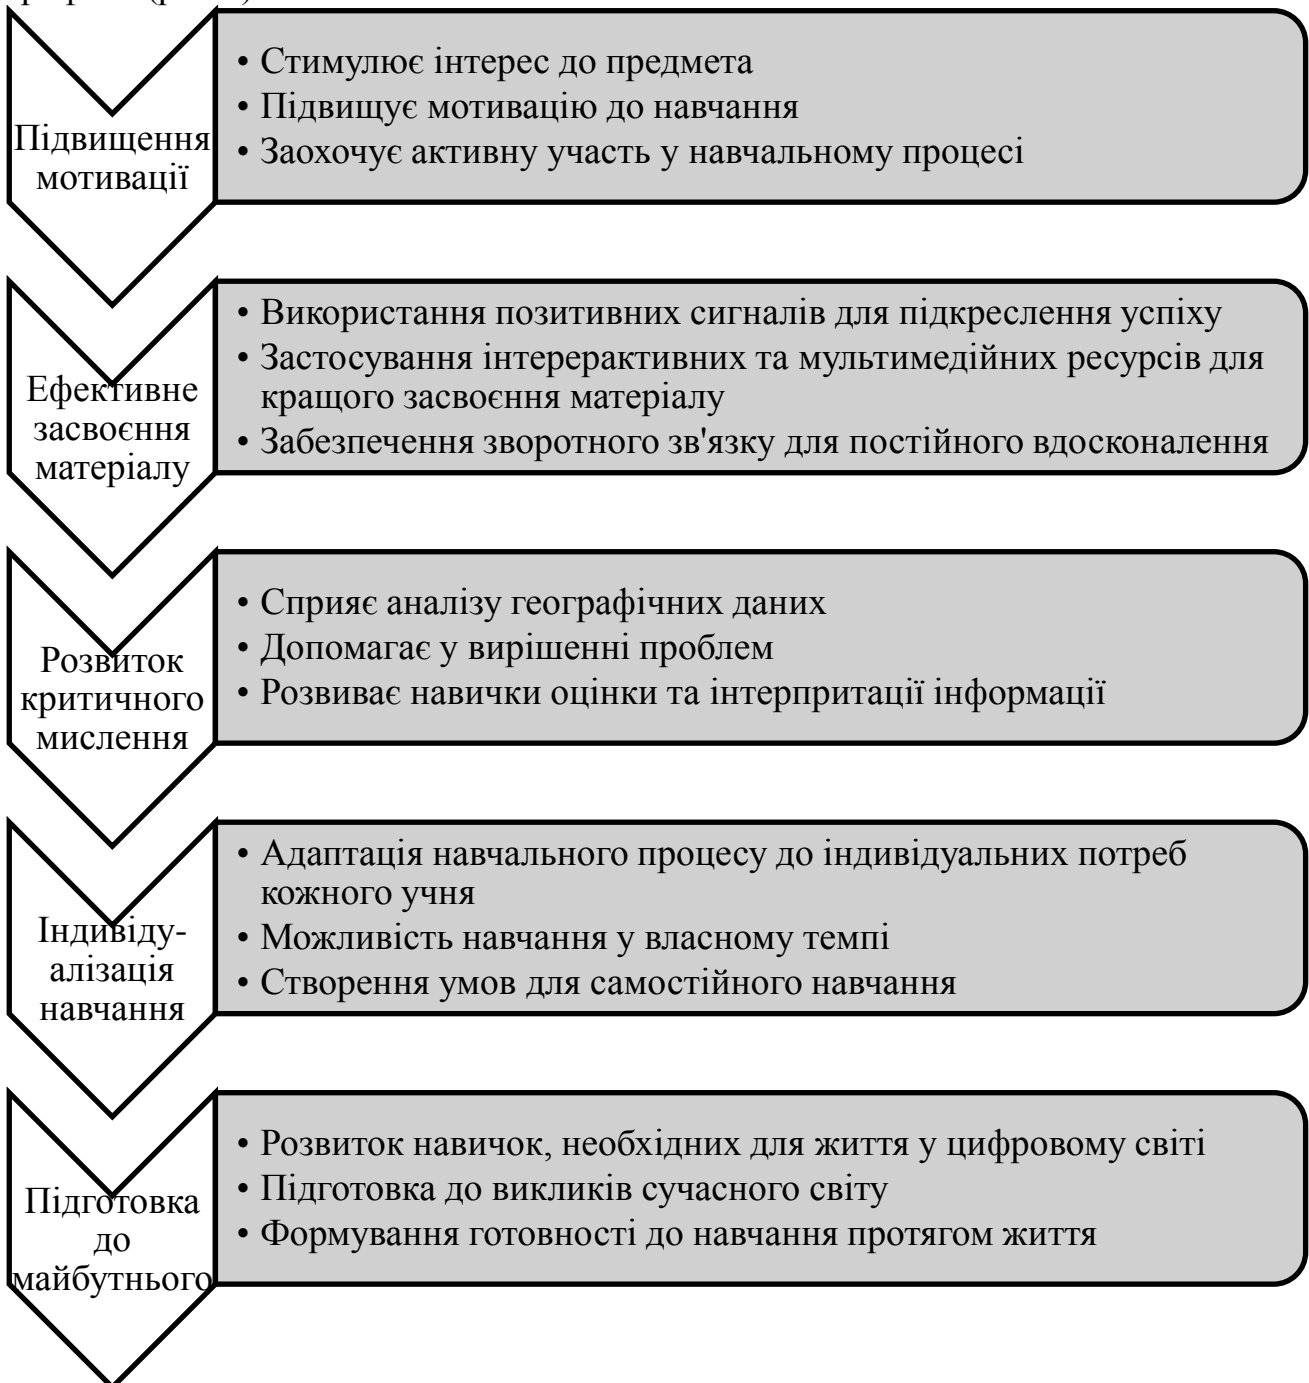 Підвищення
мотивації
• Стимулює інтерес до предмета
• Підвищує мотивацію до навчання
• Заохочує активну участь у навчальному процесі
Ефективне
засвоєння
матеріалу
• Використання позитивних сигналів для підкреслення успіху
• Застосування інтерерактивних та мультимедійних ресурсів для
кращого засвоєння матеріалу
• Забезпечення зворотного зв'язку для постійного вдосконалення
Розвиток
критичного
мислення
• Сприяє аналізу географічних даних
• Допомагає у вирішенні проблем
• Розвиває навички оцінки та інтерпритації інформації
Індивіду-
алізація
навчання
• Адаптація навчального процесу до індивідуальних потреб
кожного учня
• Можливість навчання у власному темпі
• Створення умов для самостійного навчання
Підготовка
до
майбутнього
• Розвиток навичок, необхідних для життя у цифровому світі
• Підготовка до викликів сучасного світу
• Формування готовності до навчання протягом життя